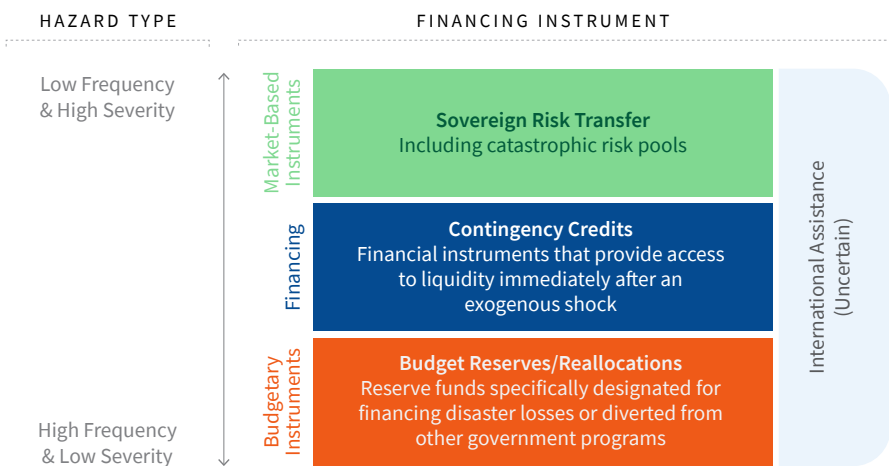 HAZARD TYPE
FINANCING INSTRUMENT
Low Frequency
& High Severity
Market-Based
Instruments
Sovereign Risk Transfer
Including catastrophic risk pools
Financing
Contingency Credits
Financial instruments that provide access
to liquidity immediately after an
exogenous shock
International Assistance
(Uncertain)
Budgetary
Instruments
Budget Reserves/Reallocations
Reserve funds specifically designated for
financing disaster losses or diverted from
other government programs
High Frequency
& Low Severity